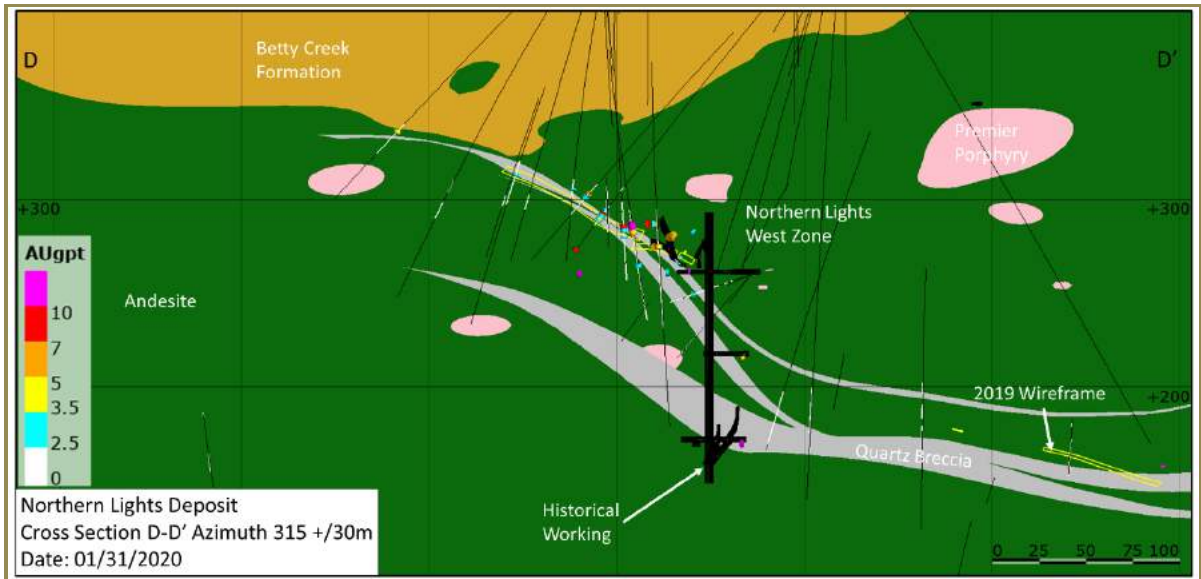 D
Betty Creek
Formation
D'
Premier
Porphyry
+300
+300
Northern Lights
West Zone
AUgpt
10
7
5
3.5
2.5
0
Andesite
+200
2019 Wireframe
Quartz Breccia
Historical
Working
Northern Lights Deposit
Cross Section D-D' Azimuth 315 +/30m
Date: 01/31/2020
0 25 50 75 100